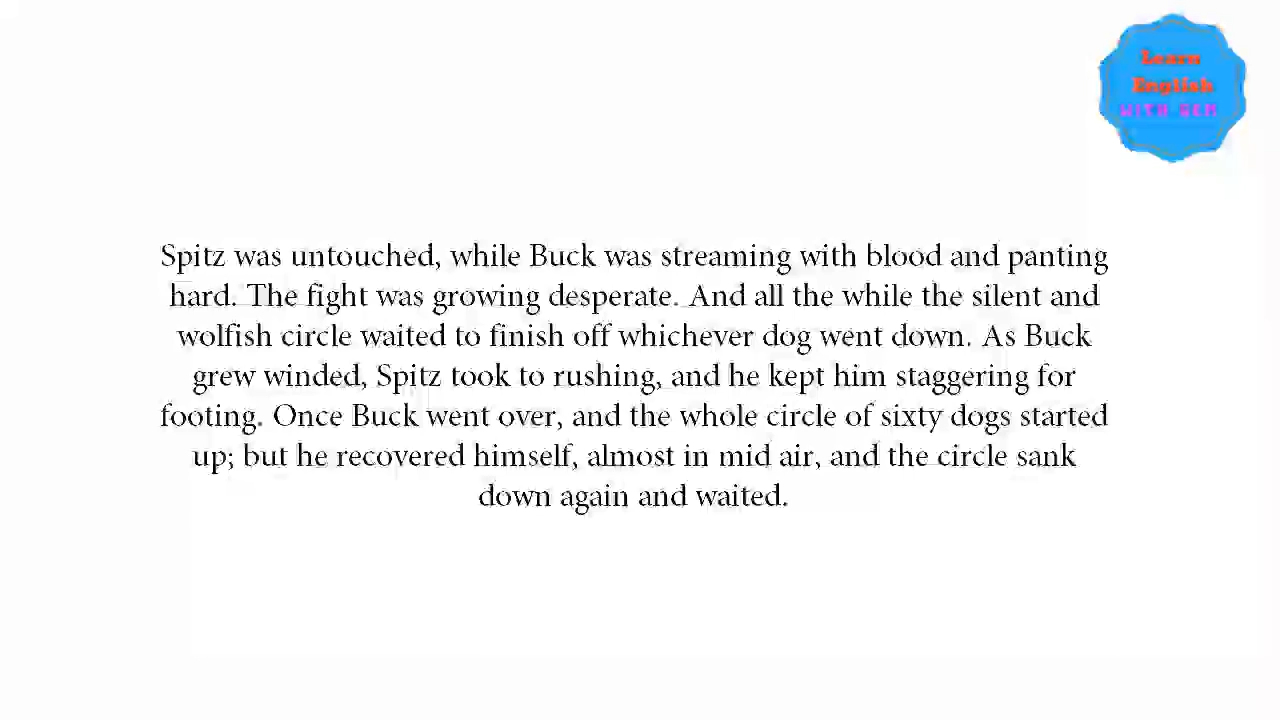 Learn
English
WITH GEM
Spitz was untouched, while Buck was streaming with blood and panting
hard. The fight was growing desperate. And all the while the silent and
wolfish circle waited to finish off whichever dog went down. As Buck
grew winded, Spitz took to rushing, and he kept him staggering for
footing. Once Buck went over, and the whole circle of sixty dogs started
up; but he recovered himself, almost in mid air, and the circle sank
down again and waited.